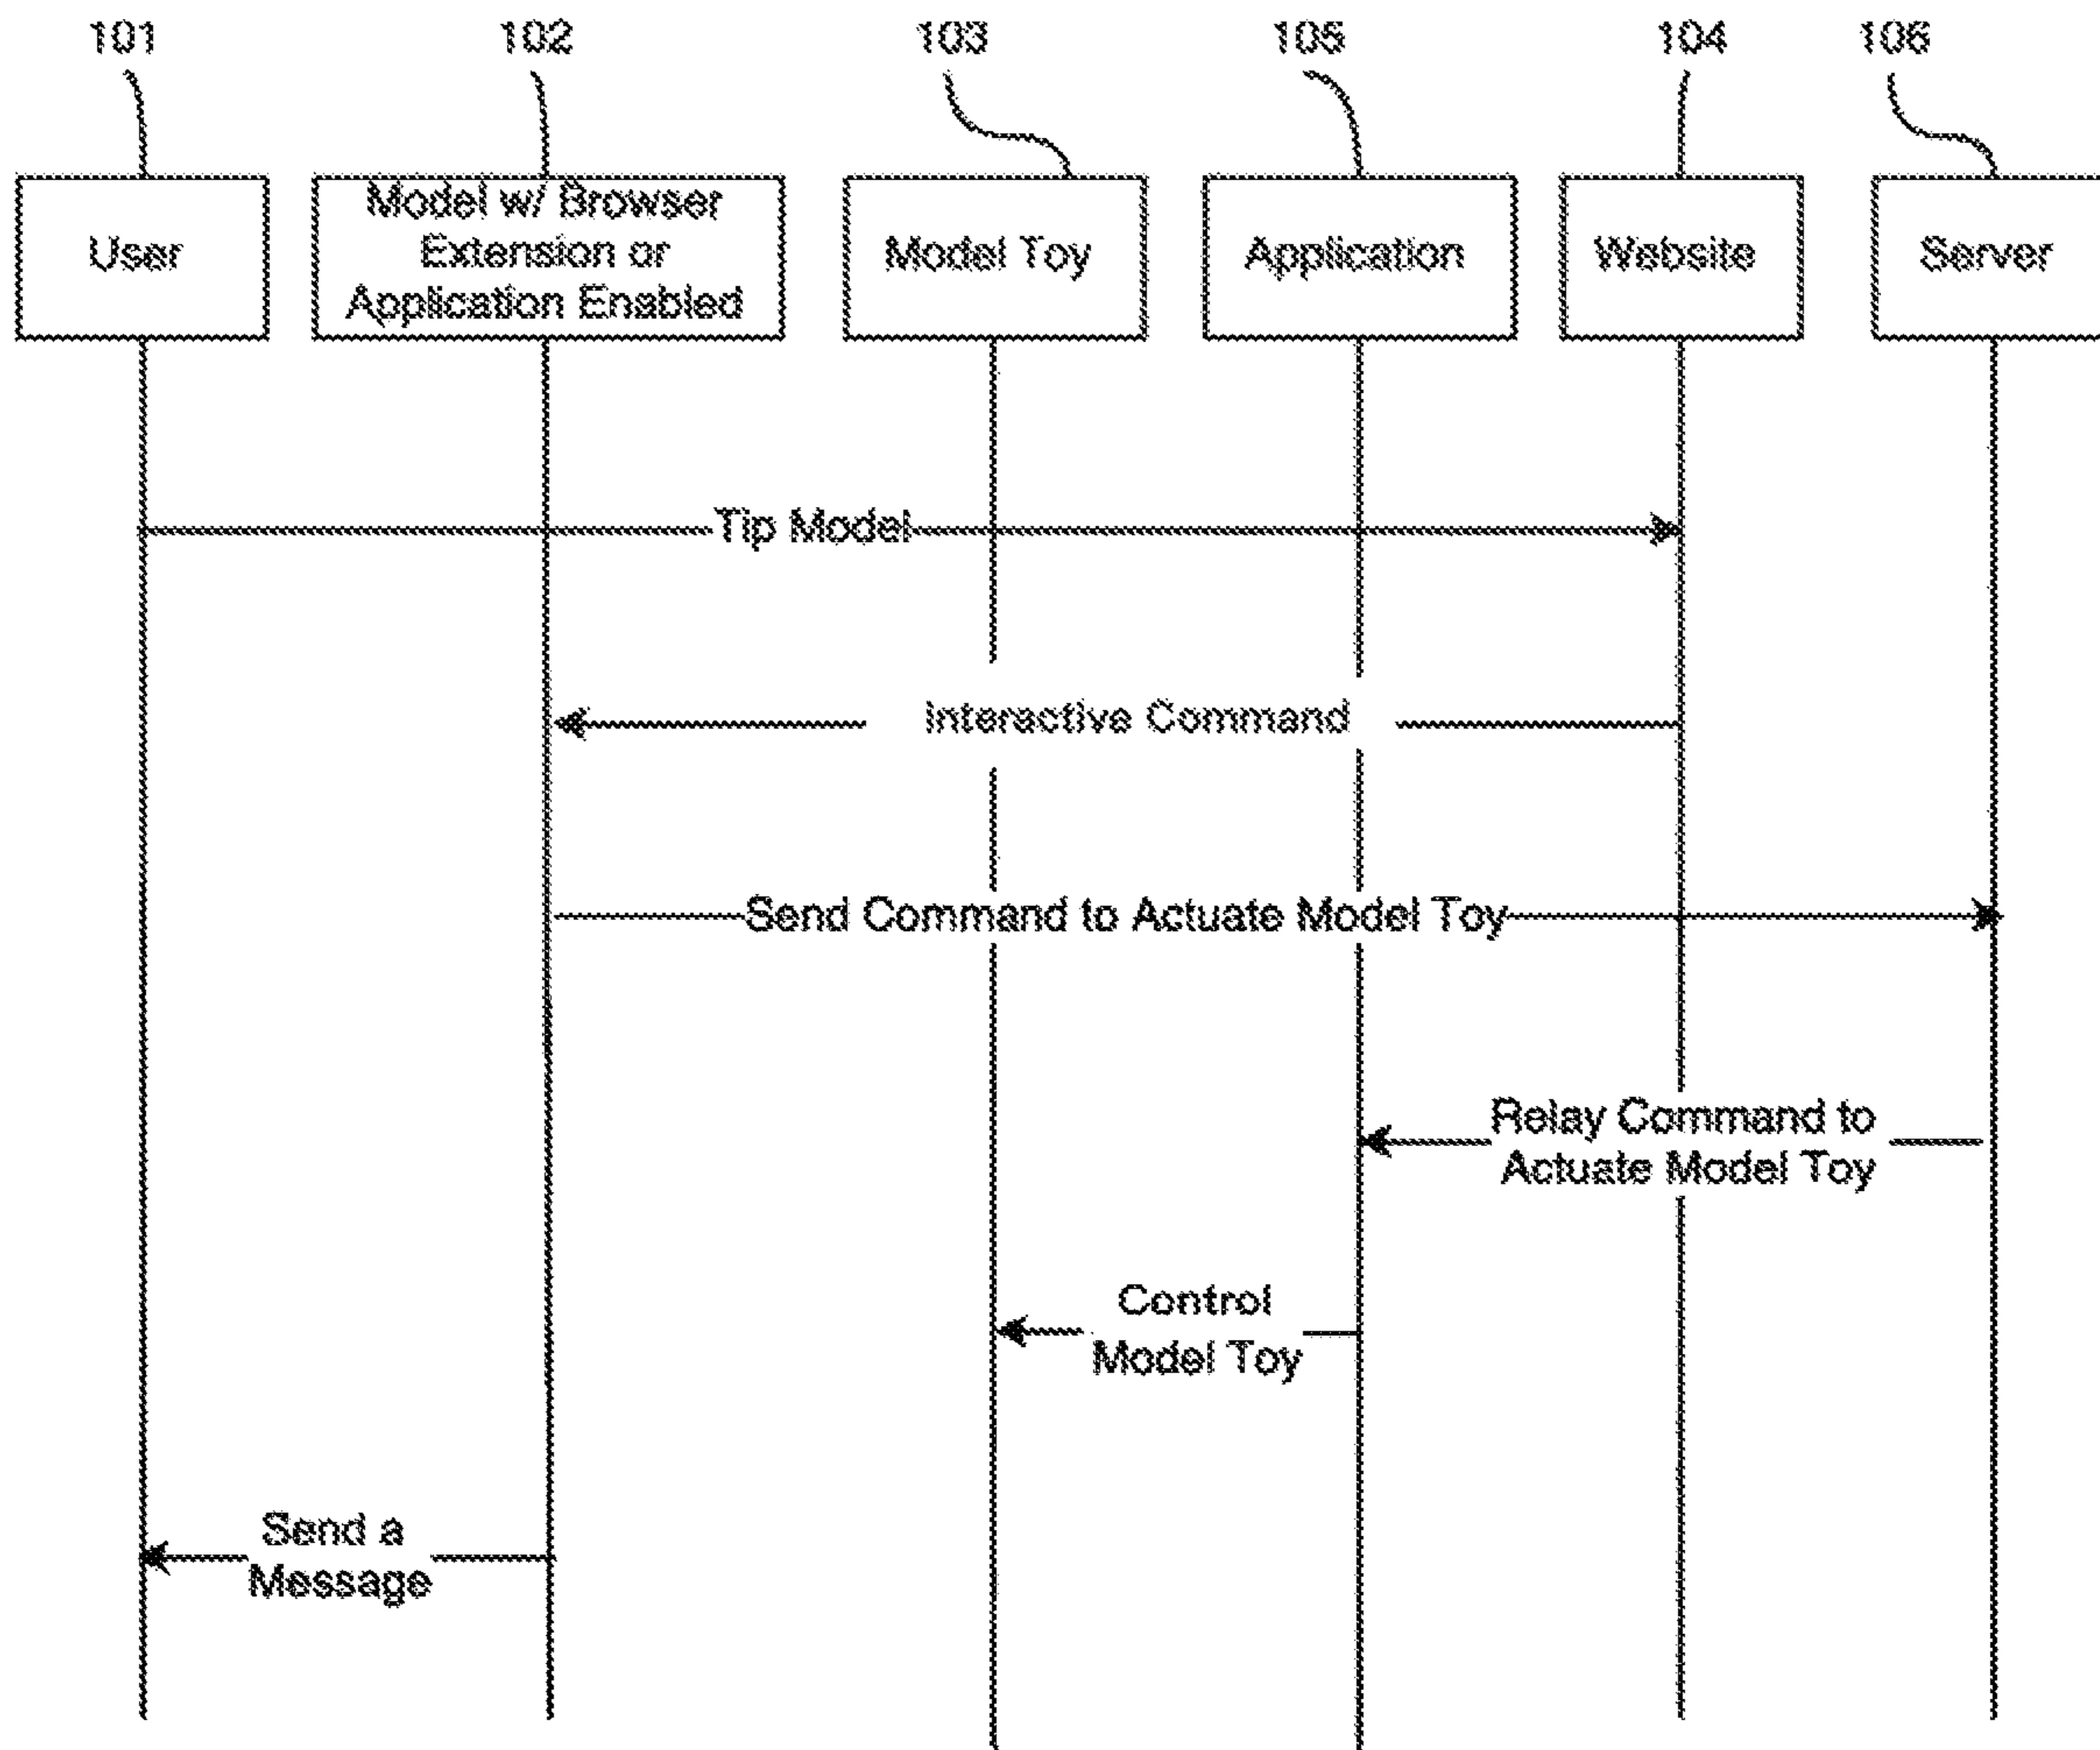 101
102
103
105
104
106
User
Model w/ Browser
Extension or
Application Enabled
Model Toy
Application
Website
Server
Tip Model
Interactive Command
Send Command to Actuate Model Toy
Relay Command to
Actuate Model Toy
Control
Model Toy
Send a
Message